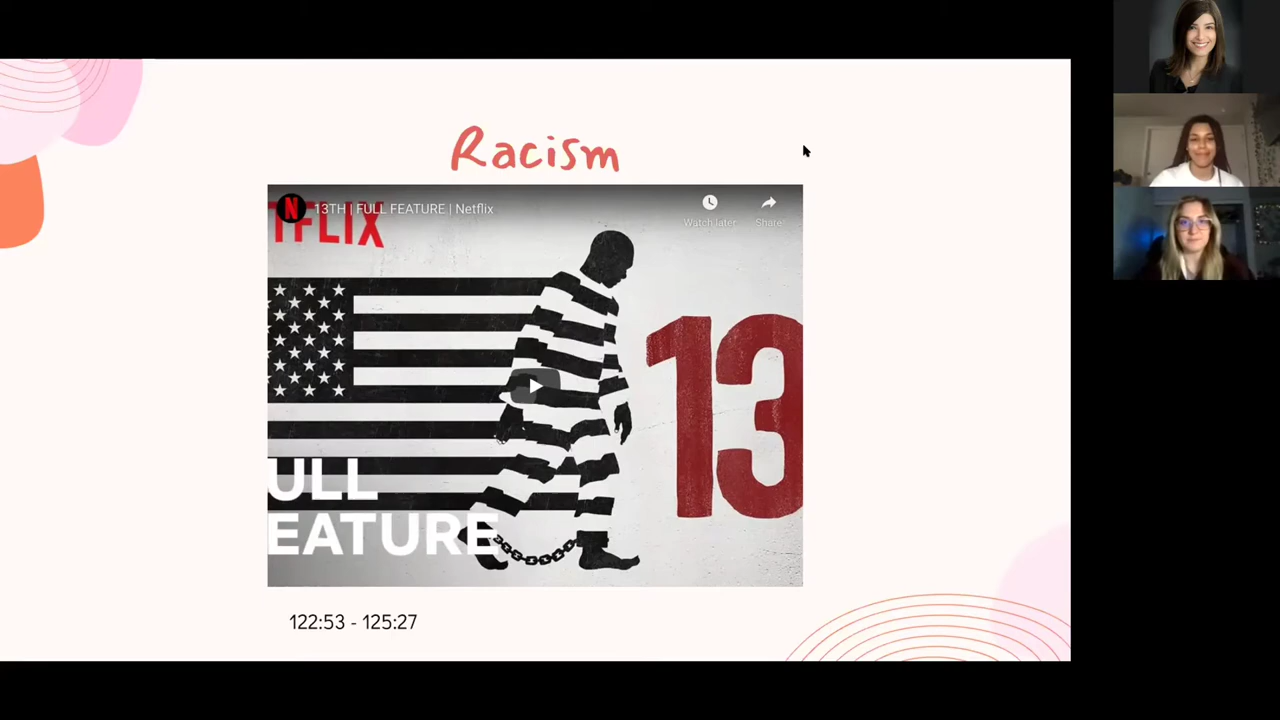 Racism
N
13TH | FULL FEATURE | Netflix
Watch later
Share
TFLIX
13
ULL
EATURE
122:53 - 125:27